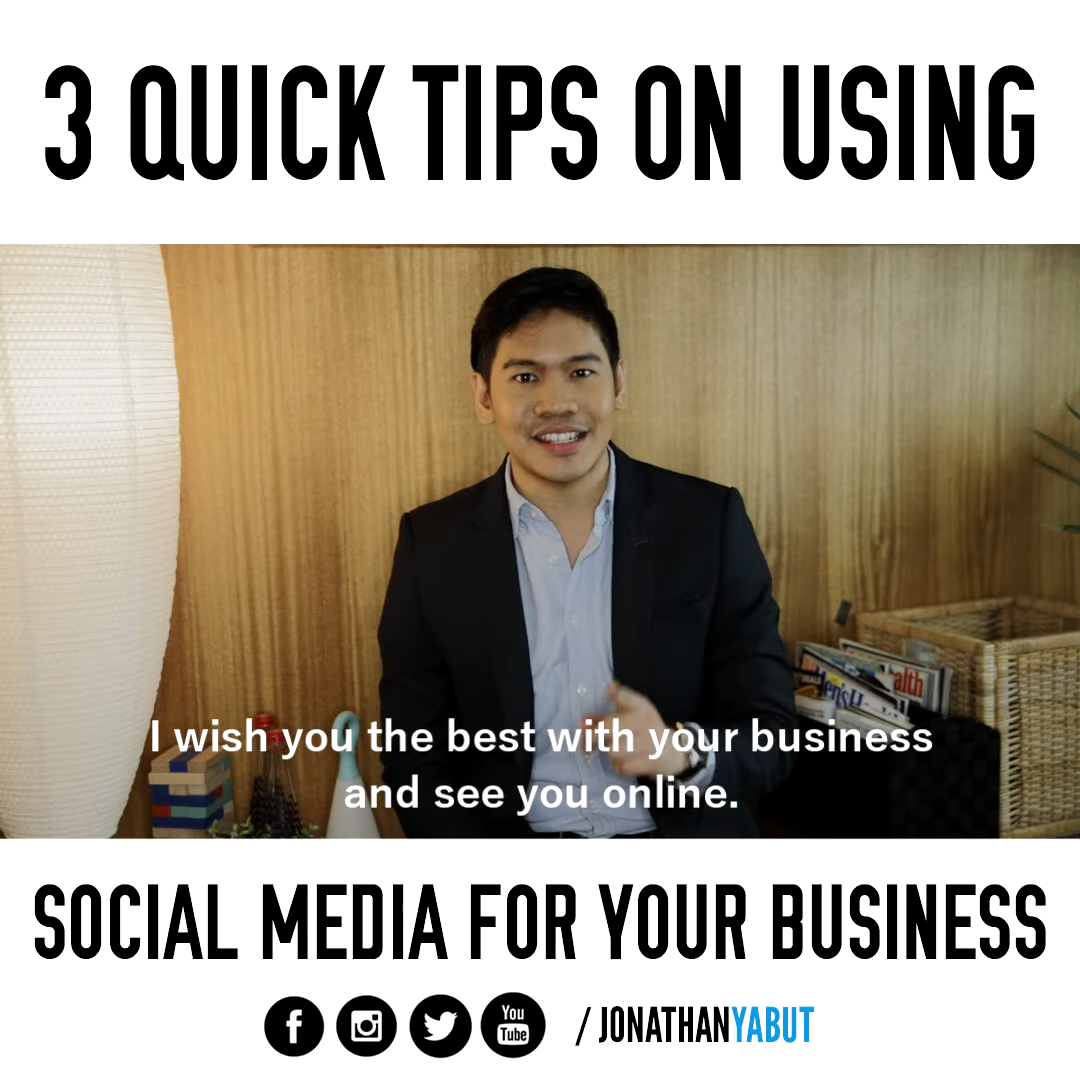 3 QUICK TIPS ON USING
alth
I wish you the best with your business
and see you online.
SOCIAL MEDIA FOR YOUR BUSINESS
f You
Tube / JONATHANYABUT